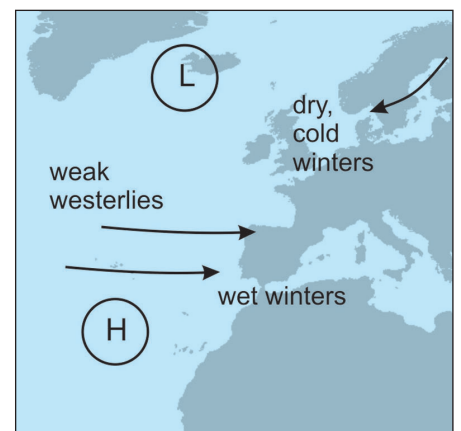 L
dry,
cold
winters
weak
westerlies
wet winters
H